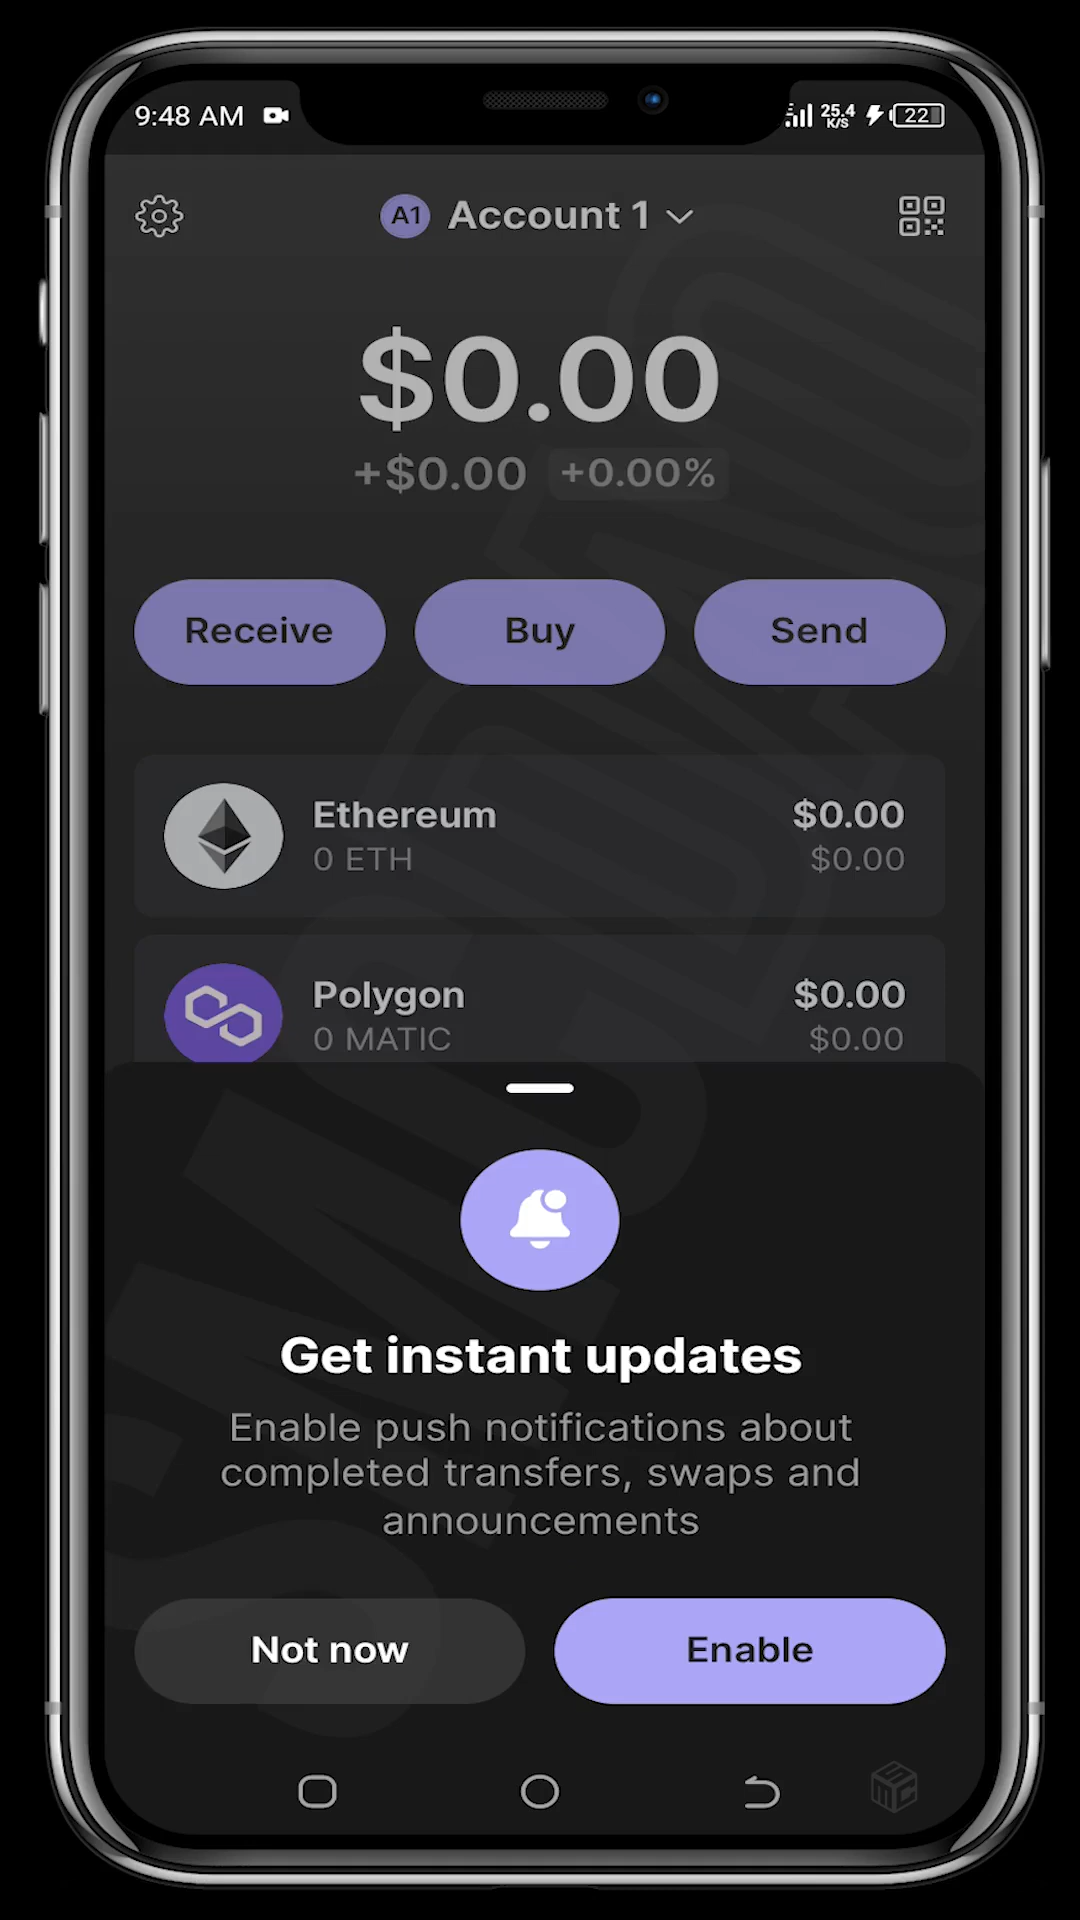 9:48 AM 25.4 K/S 22
A1 Account 1
$0.00
+$0.00 +0.00%
Receive Buy Send
Ethereum $0.00
0 ETH $0.00
Polygon $0.00
0 MATIC $0.00
Get instant updates
Enable push notifications about
completed transfers, swaps and
announcements
Not now Enable